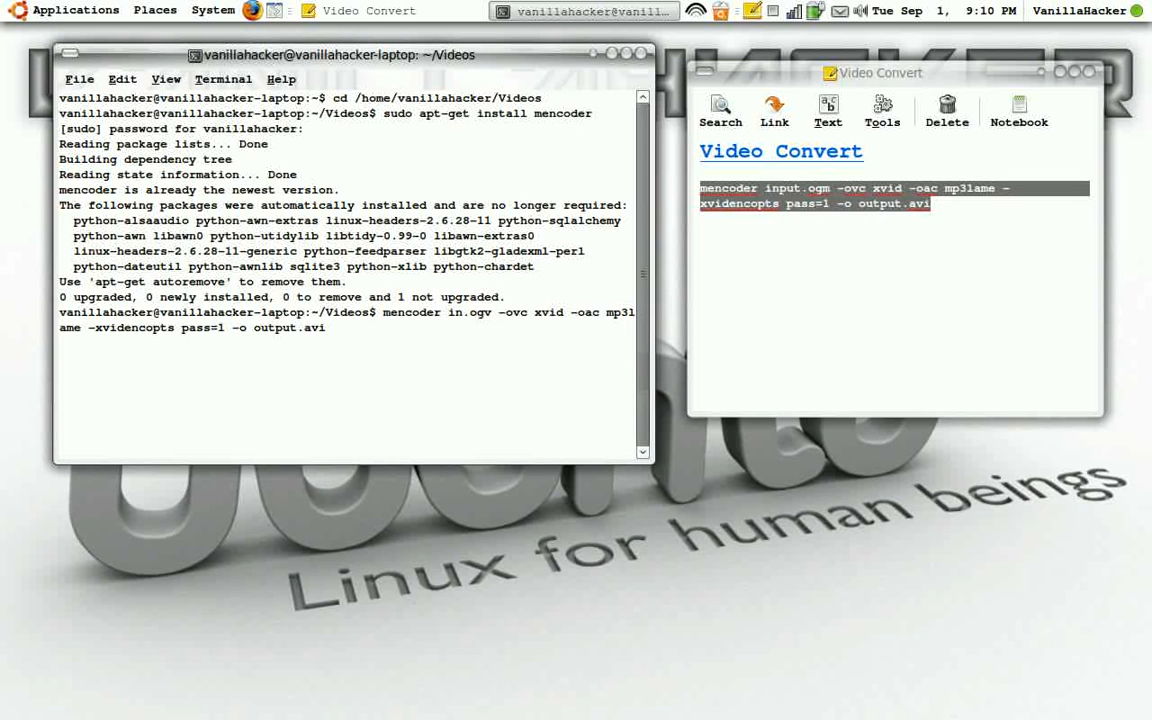 Applications Places System Video Convert vanillahacker@vanill... Tue Sep 1, 9:10 PM VanillaHacker
vanillahacker@vanillahacker-laptop: ~/Videos
File Edit View Terminal Help
vanillahacker@vanillahacker-laptop:~$ cd /home/vanillahacker/Videos
vanillahacker@vanillahacker-laptop:~/Videos$ sudo apt-get install mencoder
[sudo] password for vanillahacker:
Reading package lists... Done
Building dependency tree
Reading state information... Done
mencoder is already the newest version.
The following packages were automatically installed and are no longer required:
python-alsaaudio python-awn-extras linux-headers-2.6.28-11 python-sqlalchemy
python-awn libawn0 python-utidylib libtidy-0.99-0 libawn-extras0
linux-headers-2.6.28-11-generic python-feedparser libgtk2-gladexml-perl
python-dateutil python-awnlib sqlite3 python-xlib python-chardet
Use 'apt-get autoremove' to remove them.
0 upgraded, 0 newly installed, 0 to remove and 1 not upgraded.
vanillahacker@vanillahacker-laptop:~/Videos$ mencoder in.ogv -ovc xvid -oac mp3l
ame -xvidencopts pass=1 -o output.avi
Video Convert
Search Link Text Tools Delete Notebook
Video Convert
mencoder input.ogm -ovc xvid -oac mp3lame -
xvidencopts pass=1 -o output.avi
Linux for human beings